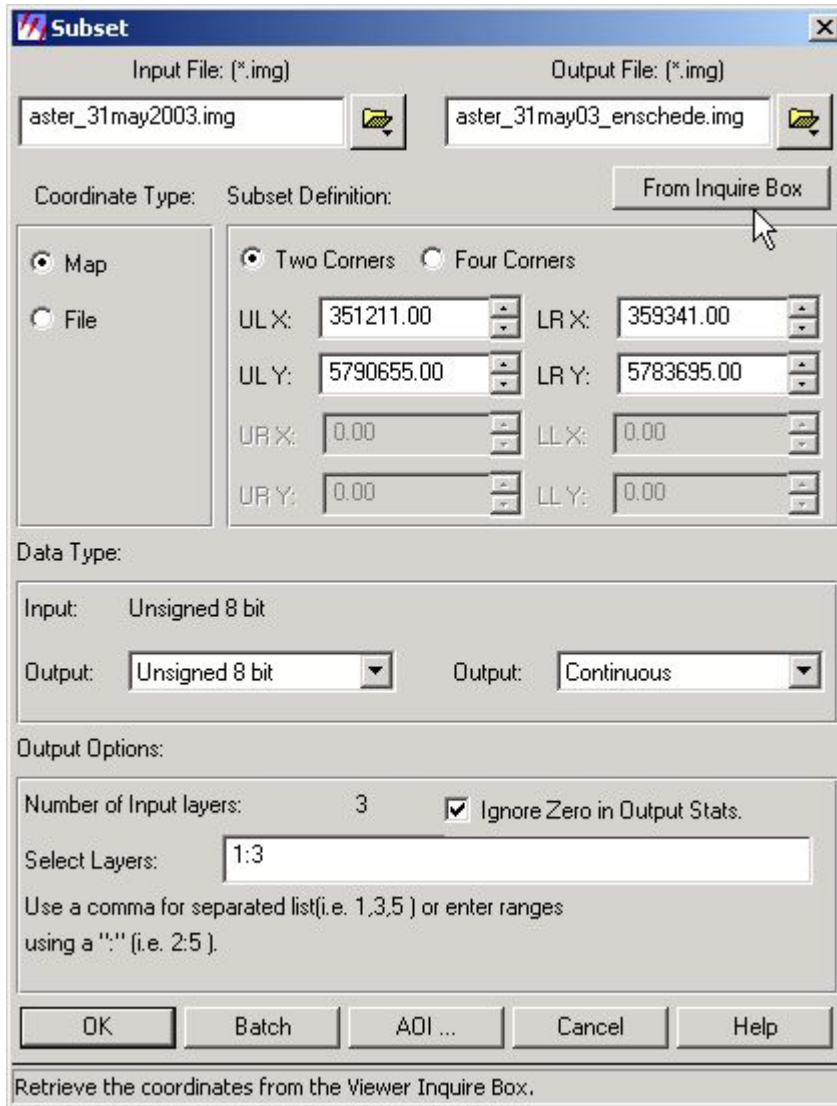 Subset
Input File: (*.img) Output File: (*.img)
aster_31may2003.img aster_31may03_enschede.img
From Inquire Box
Coordinate Type: Subset Definition:
Map
File
Two Corners Four Corners
UL X: 351211.00 LR X: 359341.00
UL Y: 5790655.00 LR Y: 5783695.00
UR X: 0.00 LL X: 0.00
UR Y: 0.00 LL Y: 0.00
Data Type:
Input: Unsigned 8 bit
Output: Unsigned 8 bit Output: Continuous
Output Options:
Number of Input layers: 3 Ignore Zero in Output Stats.
Select Layers: 1:3
Use a comma for separated list(i.e. 1,3,5 ) or enter ranges
using a ":" (i.e. 2:5 ).
OK Batch AOI ... Cancel Help
Retrieve the coordinates from the Viewer Inquire Box.